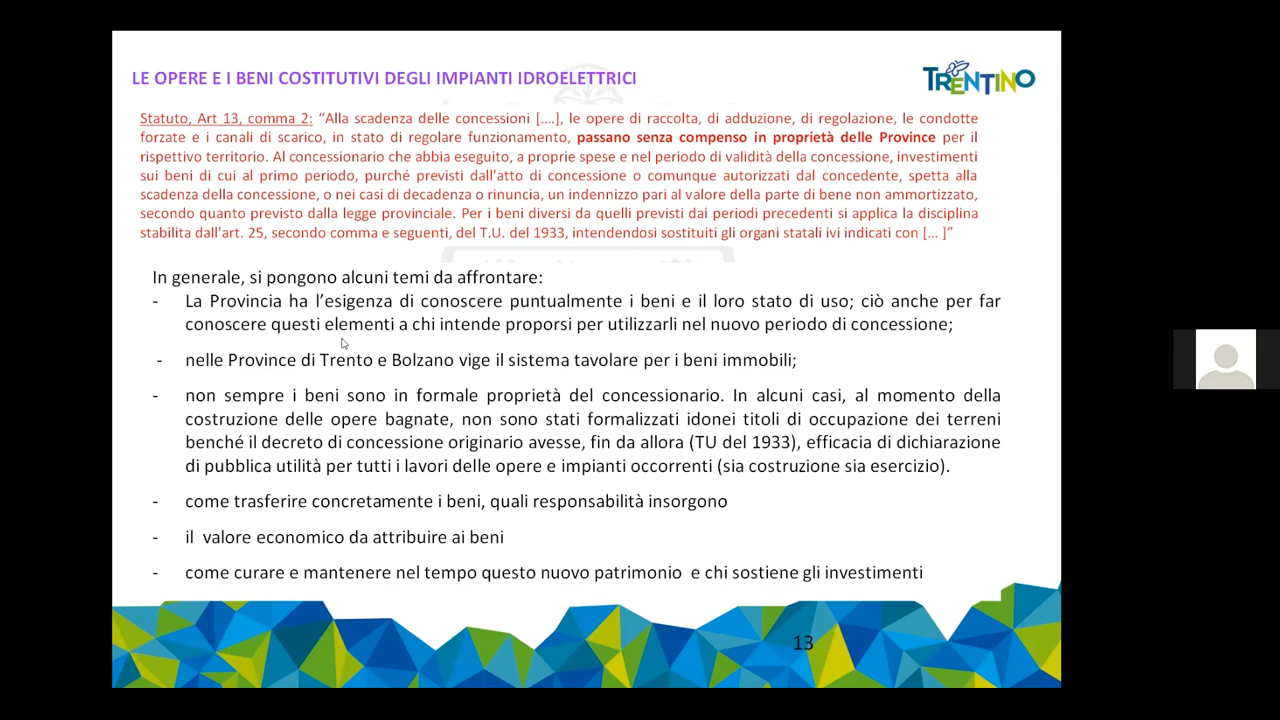 LE OPERE E I BENI COSTITUTIVI DEGLI IMPIANTI IDROELETTRICI
TRENTINO
Statuto, Art 13, comma 2: “Alla scadenza delle concessioni [....], le opere di raccolta, di adduzione, di regolazione, le condotte
forzate e i canali di scarico, in stato di regolare funzionamento, passano senza compenso in proprietà delle Province per il
rispettivo territorio. Al concessionario che abbia eseguito, a proprie spese e nel periodo di validità della concessione, investimenti
sui beni di cui al primo periodo, purché previsti dall'atto di concessione o comunque autorizzati dal concedente, spetta alla
scadenza della concessione, o nei casi di decadenza o rinuncia, un indennizzo pari al valore della parte di bene non ammortizzato,
secondo quanto previsto dalla legge provinciale. Per i beni diversi da quelli previsti dai periodi precedenti si applica la disciplina
stabilita dall'art. 25, secondo comma e seguenti, del T.U. del 1933, intendendosi sostituiti gli organi statali ivi indicati con [... ]”
In generale, si pongono alcuni temi da affrontare:
- La Provincia ha l’esigenza di conoscere puntualmente i beni e il loro stato di uso; ciò anche per far
conoscere questi elementi a chi intende proporsi per utilizzarli nel nuovo periodo di concessione;
- nelle Province di Trento e Bolzano vige il sistema tavolare per i beni immobili;
- non sempre i beni sono in formale proprietà del concessionario. In alcuni casi, al momento della
costruzione delle opere bagnate, non sono stati formalizzati idonei titoli di occupazione dei terreni
benché il decreto di concessione originario avesse, fin da allora (TU del 1933), efficacia di dichiarazione
di pubblica utilità per tutti i lavori delle opere e impianti occorrenti (sia costruzione sia esercizio).
- come trasferire concretamente i beni, quali responsabilità insorgono
- il valore economico da attribuire ai beni
- come curare e mantenere nel tempo questo nuovo patrimonio e chi sostiene gli investimenti
13